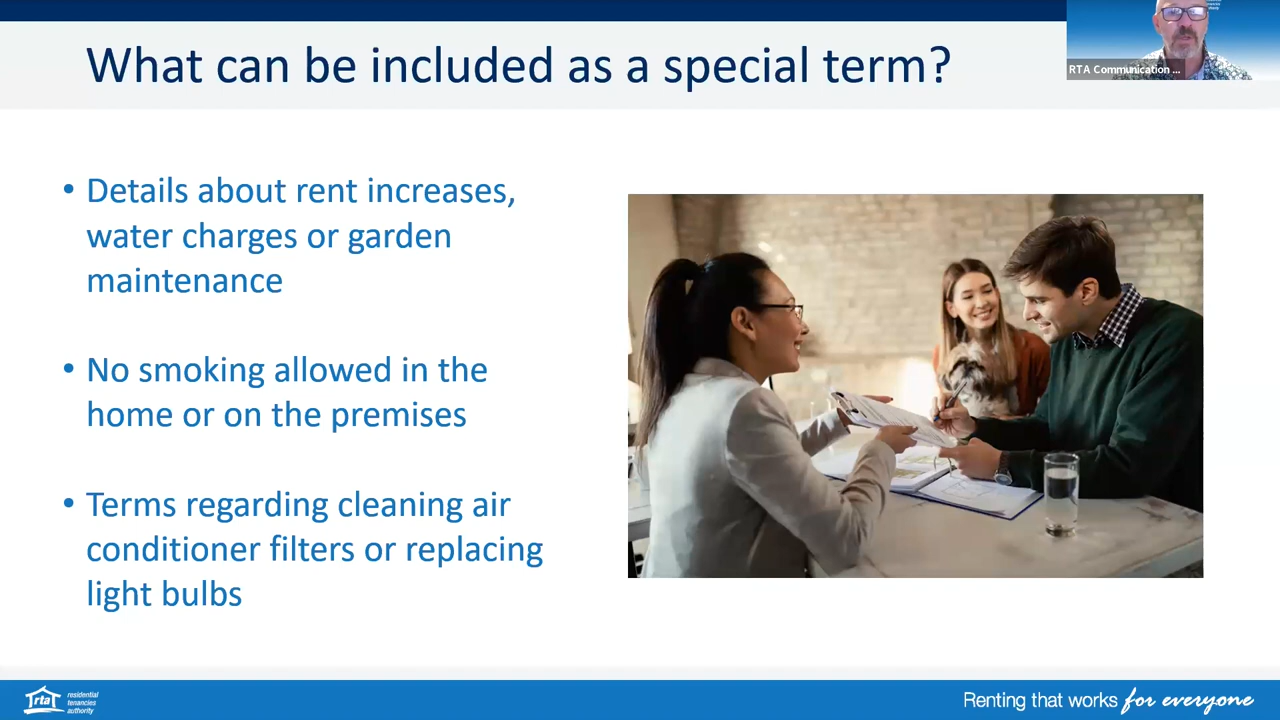 What can be included as a special term?
RTA Communication ...
• Details about rent increases,
water charges or garden
maintenance
• No smoking allowed in the
home or on the premises
• Terms regarding cleaning air
conditioner filters or replacing
light bulbs
rta
residential
tenancies
authority
Renting that works for everyone